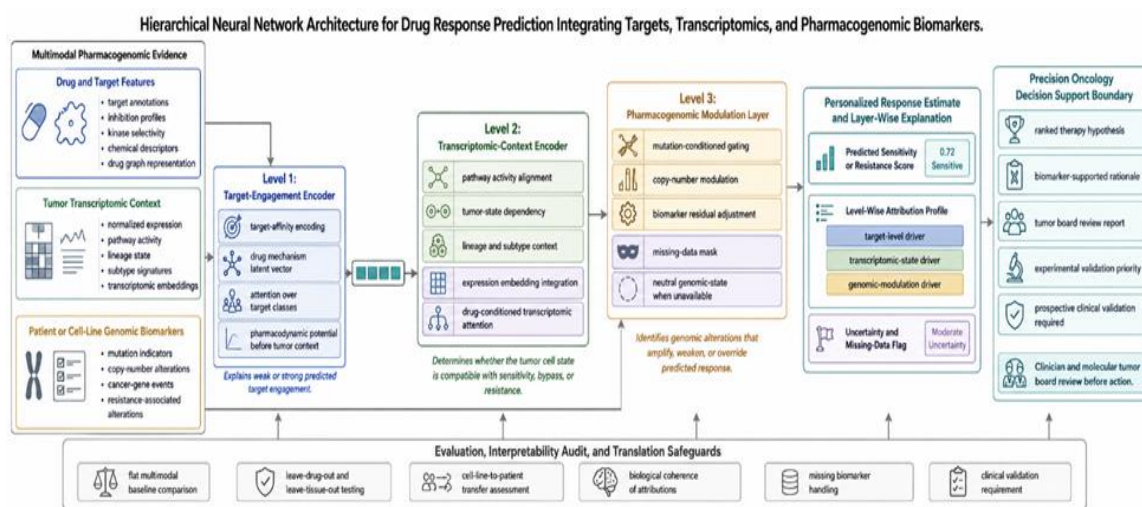 Hierarchical Neural Network Architecture for Drug Response Prediction Integrating Targets, Transcriptomics, and Pharmacogenomic Biomarkers.
Multimodal Pharmacogenomic Evidence
Drug and Target Features
• target annotations
• inhibition profiles
• kinase selectivity
• chemical descriptors
• drug graph representation
Tumor Transcriptomic Context
• normalized expression
• pathway activity
• lineage state
• subtype signatures
• transcriptomic embeddings
Patient or Cell-Line Genomic Biomarkers
• mutation indicators
• copy-number alterations
• cancer-gene events
• resistance-associated
alterations
Level 1:
Target-Engagement Encoder
target-affinity encoding
drug mechanism
latent vector
attention over
target classes
pharmacodynamic potential
before tumor context
Explains weak or strong predicted
target engagement.
Level 2:
Transcriptomic-Context Encoder
pathway activity alignment
tumor-state dependency
lineage and subtype context
expression embedding integration
drug-conditioned transcriptomic
attention
Determines whether the tumor cell state
is compatible with sensitivity, bypass, or
resistance.
Level 3:
Pharmacogenomic Modulation Layer
mutation-conditioned gating
copy-number modulation
biomarker residual adjustment
missing-data mask
neutral genomic-state
when unavailable
Identifies genomic alterations
that amplify, weaken, or override
predicted response.
Personalized Response Estimate
and Layer-Wise Explanation
Predicted Sensitivity
or Resistance Score
0.72
Sensitive
Level-Wise Attribution Profile
target-level driver
transcriptomic-state driver
genomic-modulation driver
Uncertainty and
Missing-Data Flag
Moderate
Uncertainty
Precision Oncology
Decision Support Boundary
ranked therapy hypothesis
biomarker-supported
rationale
tumor board review report
experimental validation priority
prospective clinical validation
required
Clinician and molecular tumor
board review before action.
Evaluation, Interpretability Audit, and Translation Safeguards
flat multimodal
baseline comparison
leave-drug-out and
leave-tissue-out testing
cell-line-to-patient
transfer assessment
biological coherence
of attributions
missing biomarker
handling
clinical validation
requirement